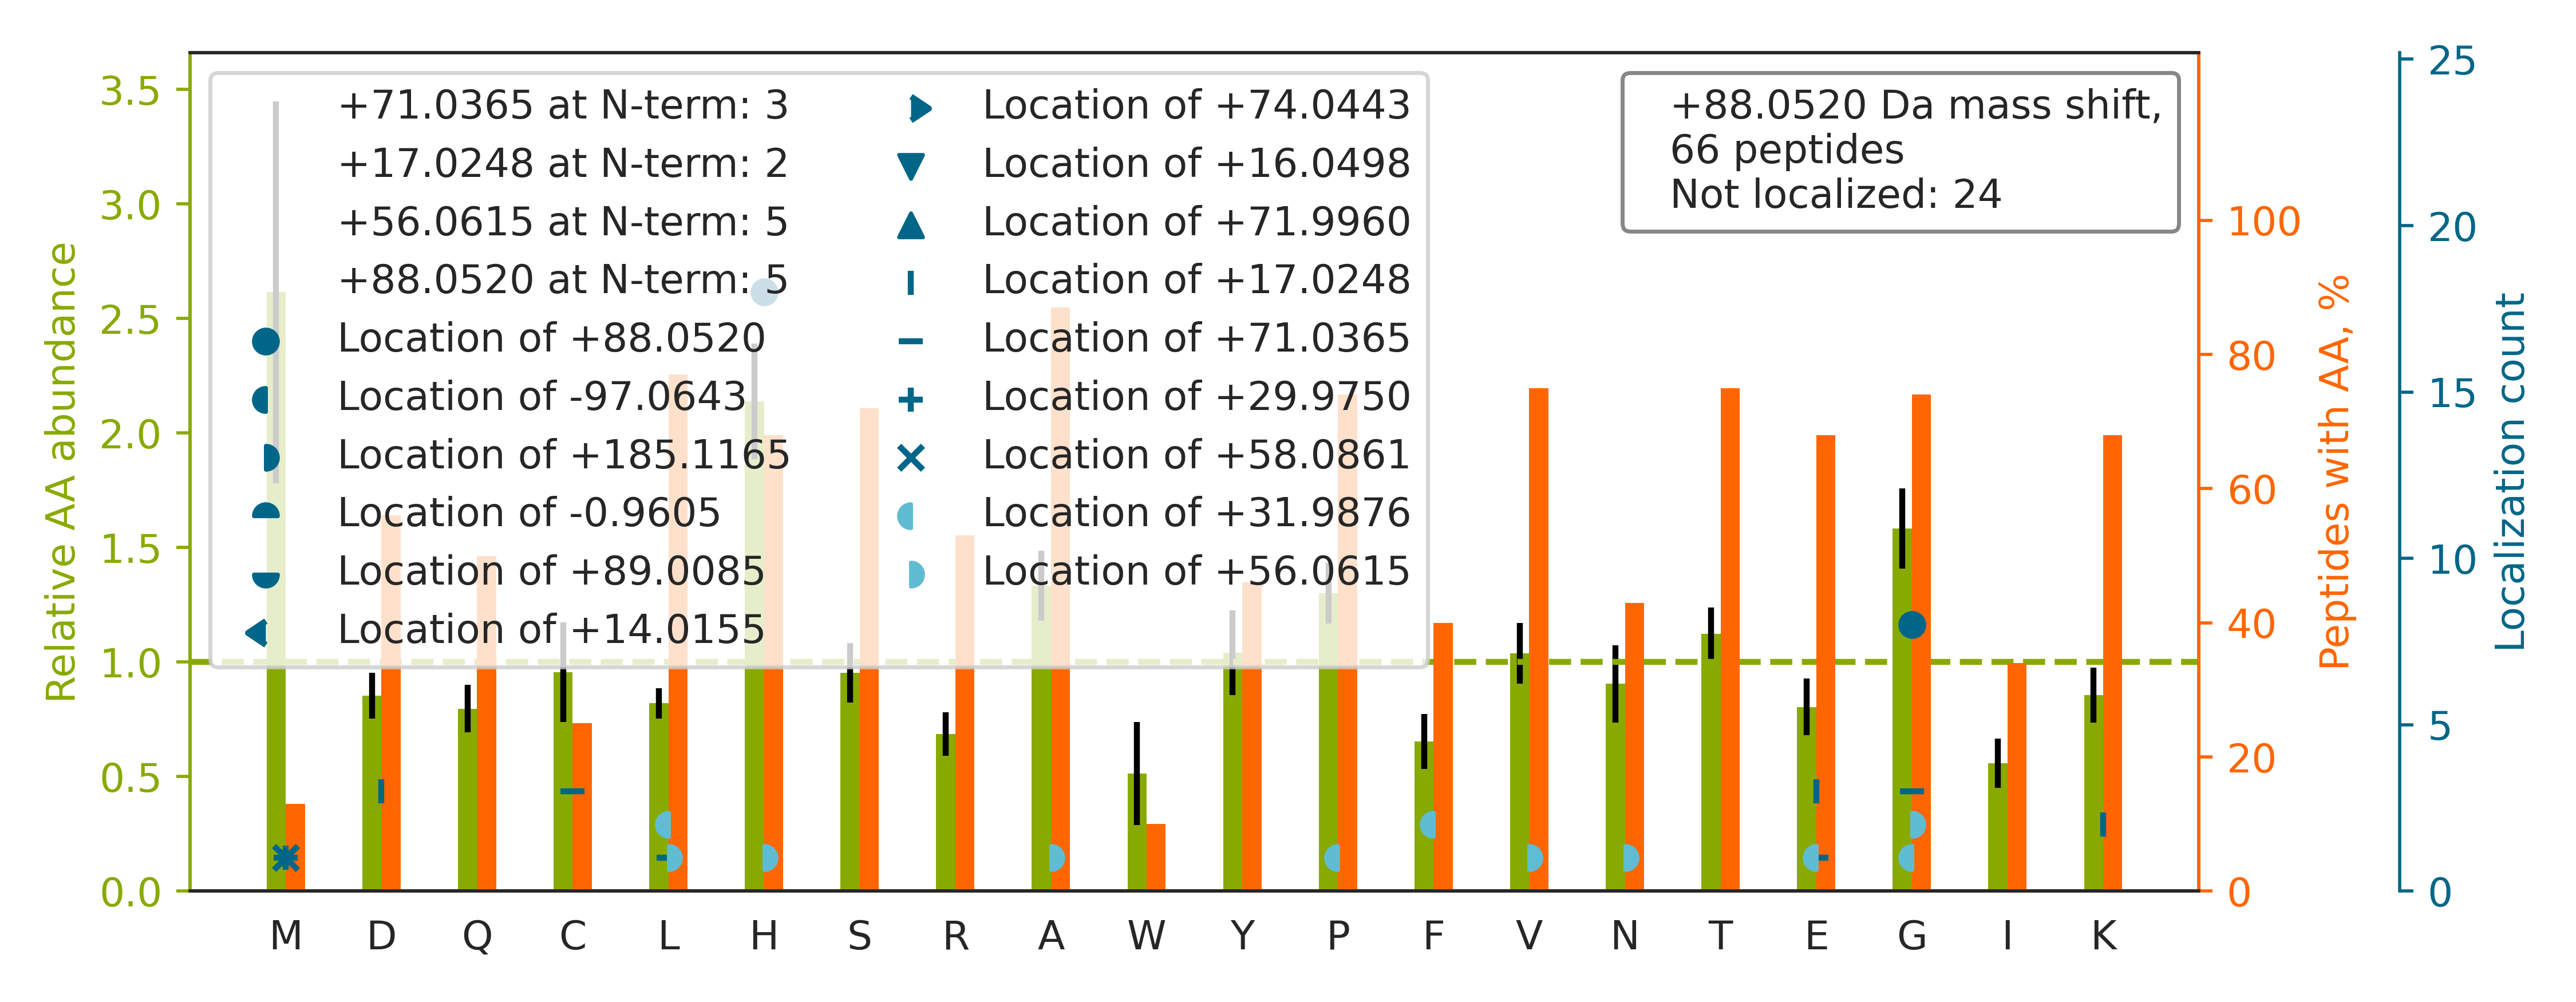 +71.0365 at N-term: 3
+17.0248 at N-term: 2
+56.0615 at N-term: 5
+88.0520 at N-term: 5
Location of +88.0520
Location of -97.0643
Location of +185.1165
Location of -0.9605
Location of +89.0085
Location of +14.0155
Location of +74.0443
Location of +16.0498
Location of +71.9960
Location of +17.0248
Location of +71.0365
Location of +29.9750
Location of +58.0861
Location of +31.9876
Location of +56.0615
+88.0520 Da mass shift,
66 peptides
Not localized: 24
Relative AA abundance
3.5
3.0
2.5
2.0
1.5
1.0
0.5
0.0
M D Q C L H S R A W Y P F V N T E G I K
100
80
60
40
20
0
Peptides with AA, %
25
20
15
10
5
0
Localization count